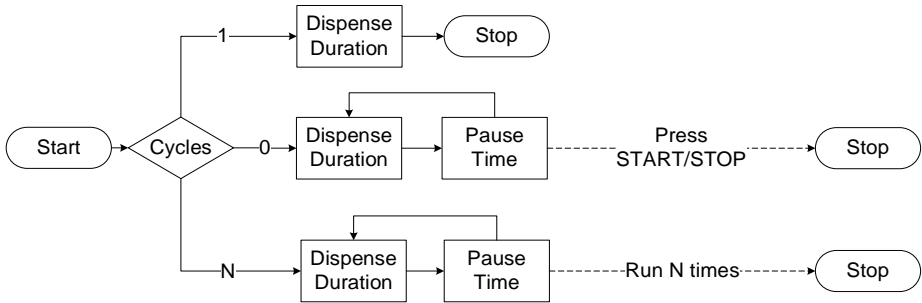 1
Dispense
Duration
Stop
Start
Cycles
0
Dispense
Duration
Pause
Time
Press
START/STOP
Stop
N
Dispense
Duration
Pause
Time
Run N times
Stop